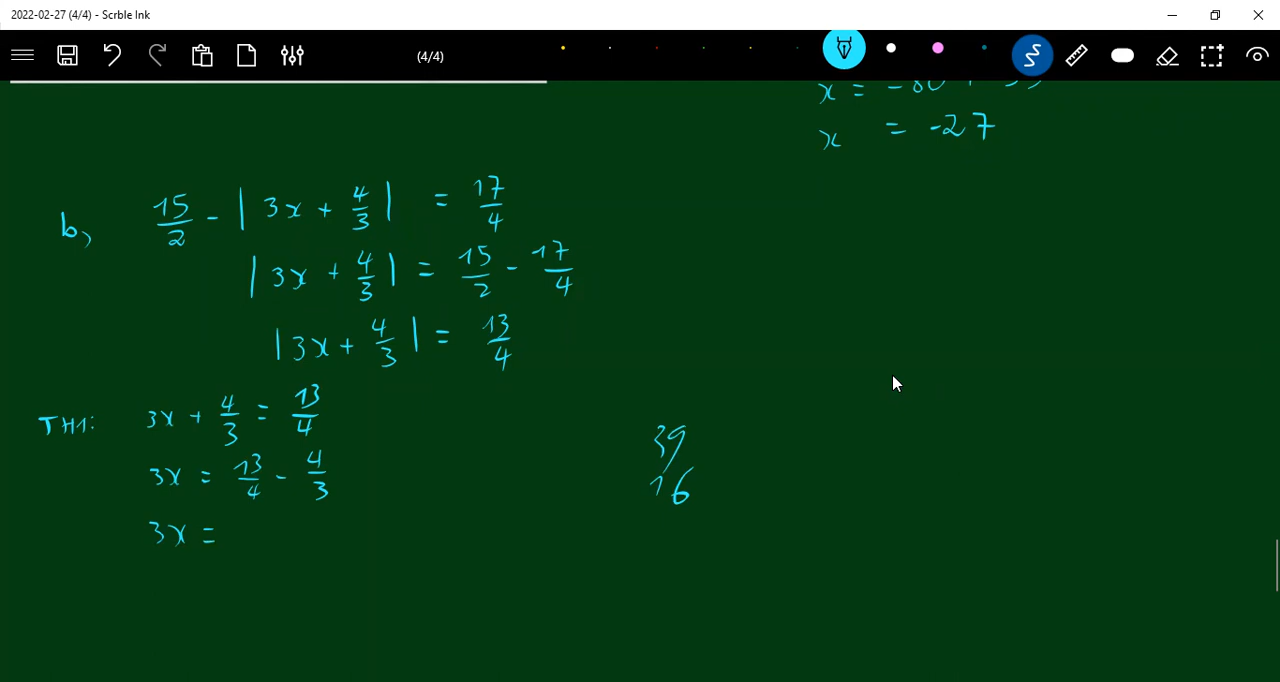 2022-02-27 (4/4) - Scrble Ink
(4/4)
x = -80 + 53
x = -27
b, 15/2 - | 3x + 4/3 | = 17/4
| 3x + 4/3 | = 15/2 - 17/4
| 3x + 4/3 | = 13/4
TH1: 3x + 4/3 = 13/4
3x = 13/4 - 4/3
3x =
39
16